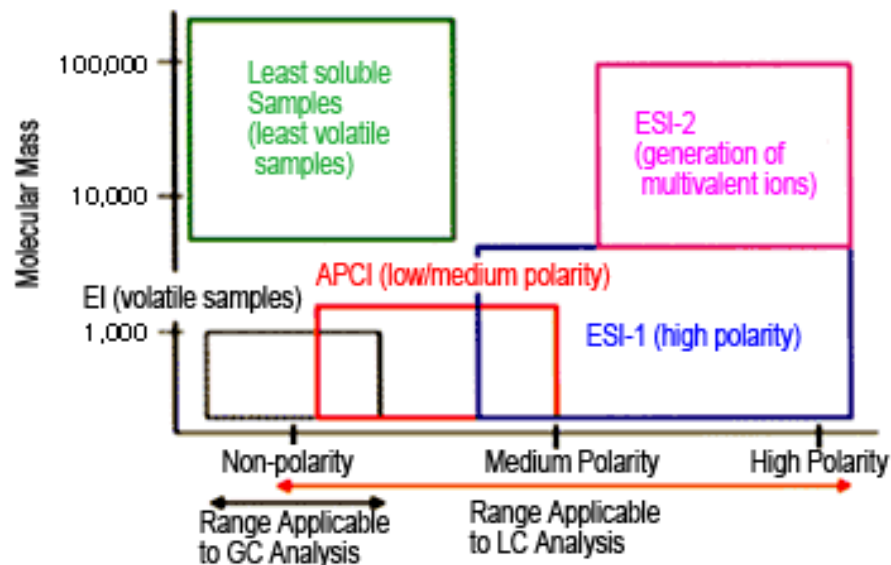 Molecular Mass
100,000
10,000
1,000
Least soluble
Samples
(least volatile
samples)
ESI-2
(generation of
multivalent ions)
APCI (low/medium polarity)
EI (volatile samples)
ESI-1 (high polarity)
Non-polarity
Medium Polarity
High Polarity
Range Applicable
to GC Analysis
Range Applicable
to LC Analysis